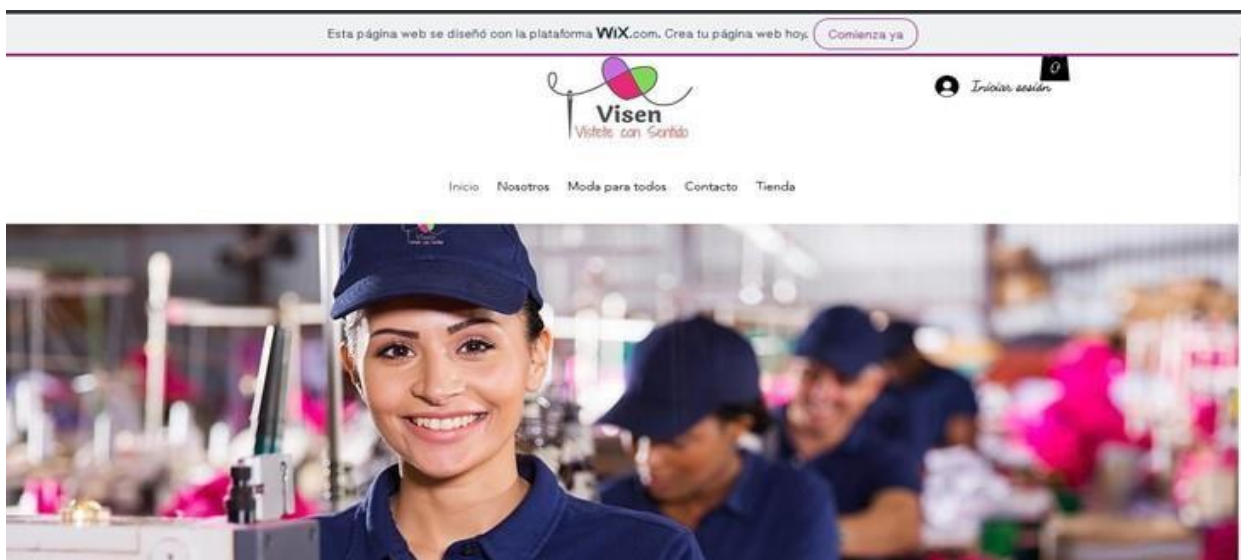 Esta página web se diseñó con la plataforma WiX.com. Crea tu página web hoy. Comienza ya
0
Iniciar sesión
Visen
Vístete con Sentido
Inicio Nosotros Moda para todos Contacto Tienda
Visen